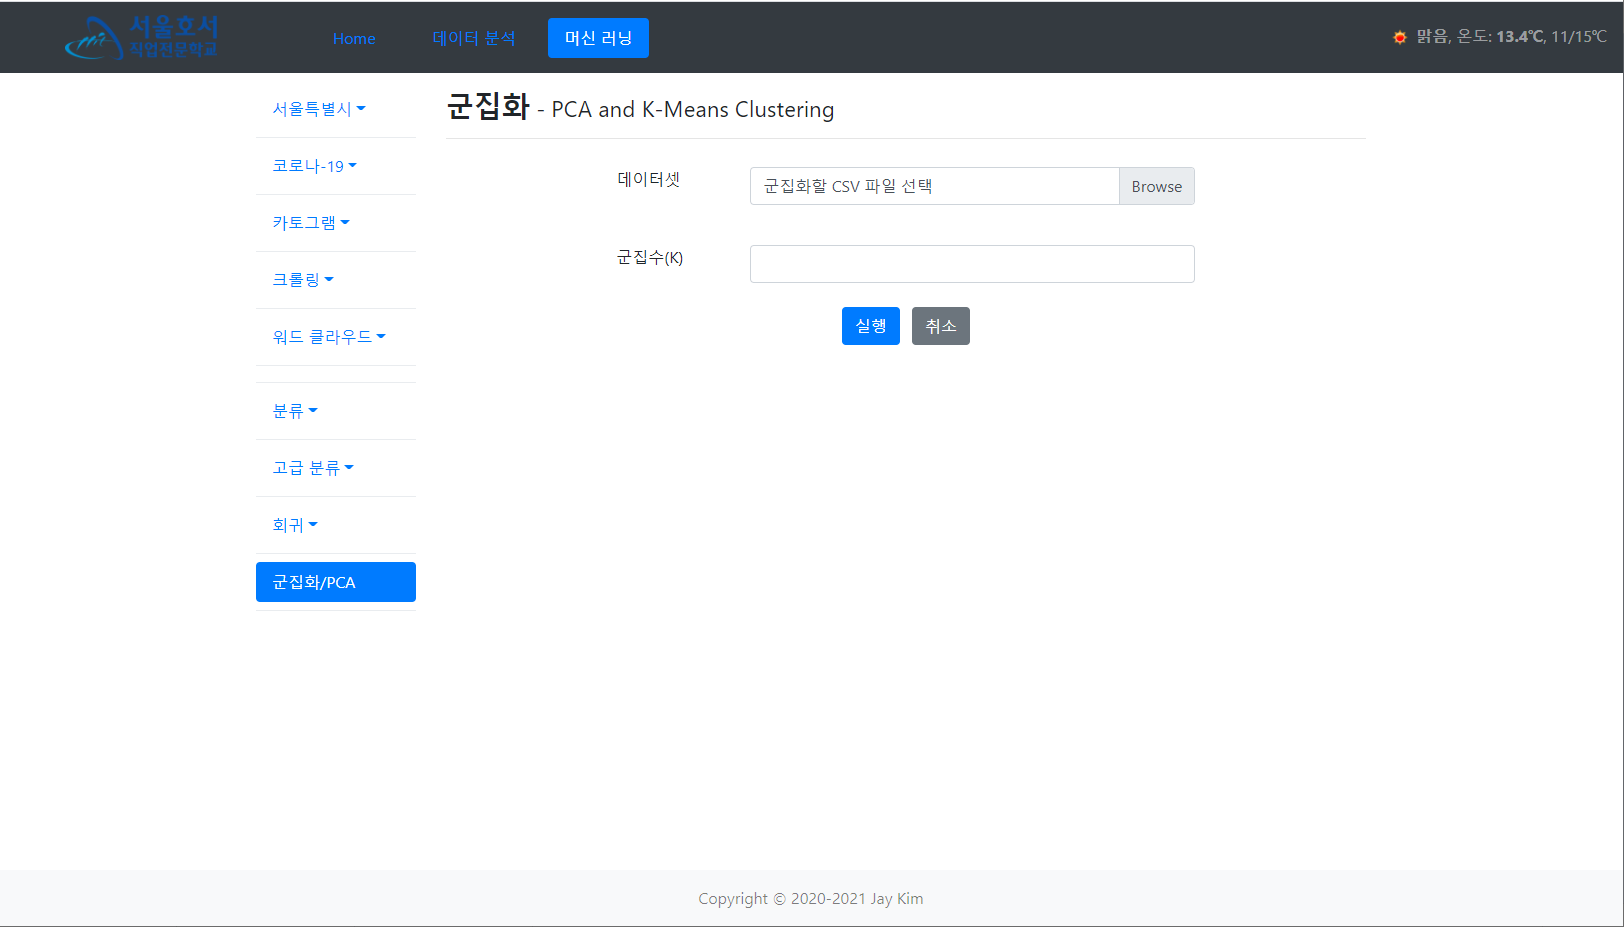 서울호서
직업전문학교
Home
데이터 분석
머신 러닝
맑음, 온도: 13.4℃, 11/15℃
서울특별시
코로나-19
카토그램
크롤링
워드 클라우드
분류
고급 분류
회귀
군집화/PCA
군집화 - PCA and K-Means Clustering
데이터셋
군집화할 CSV 파일 선택
Browse
군집수(K)
실행
취소
Copyright © 2020-2021 Jay Kim